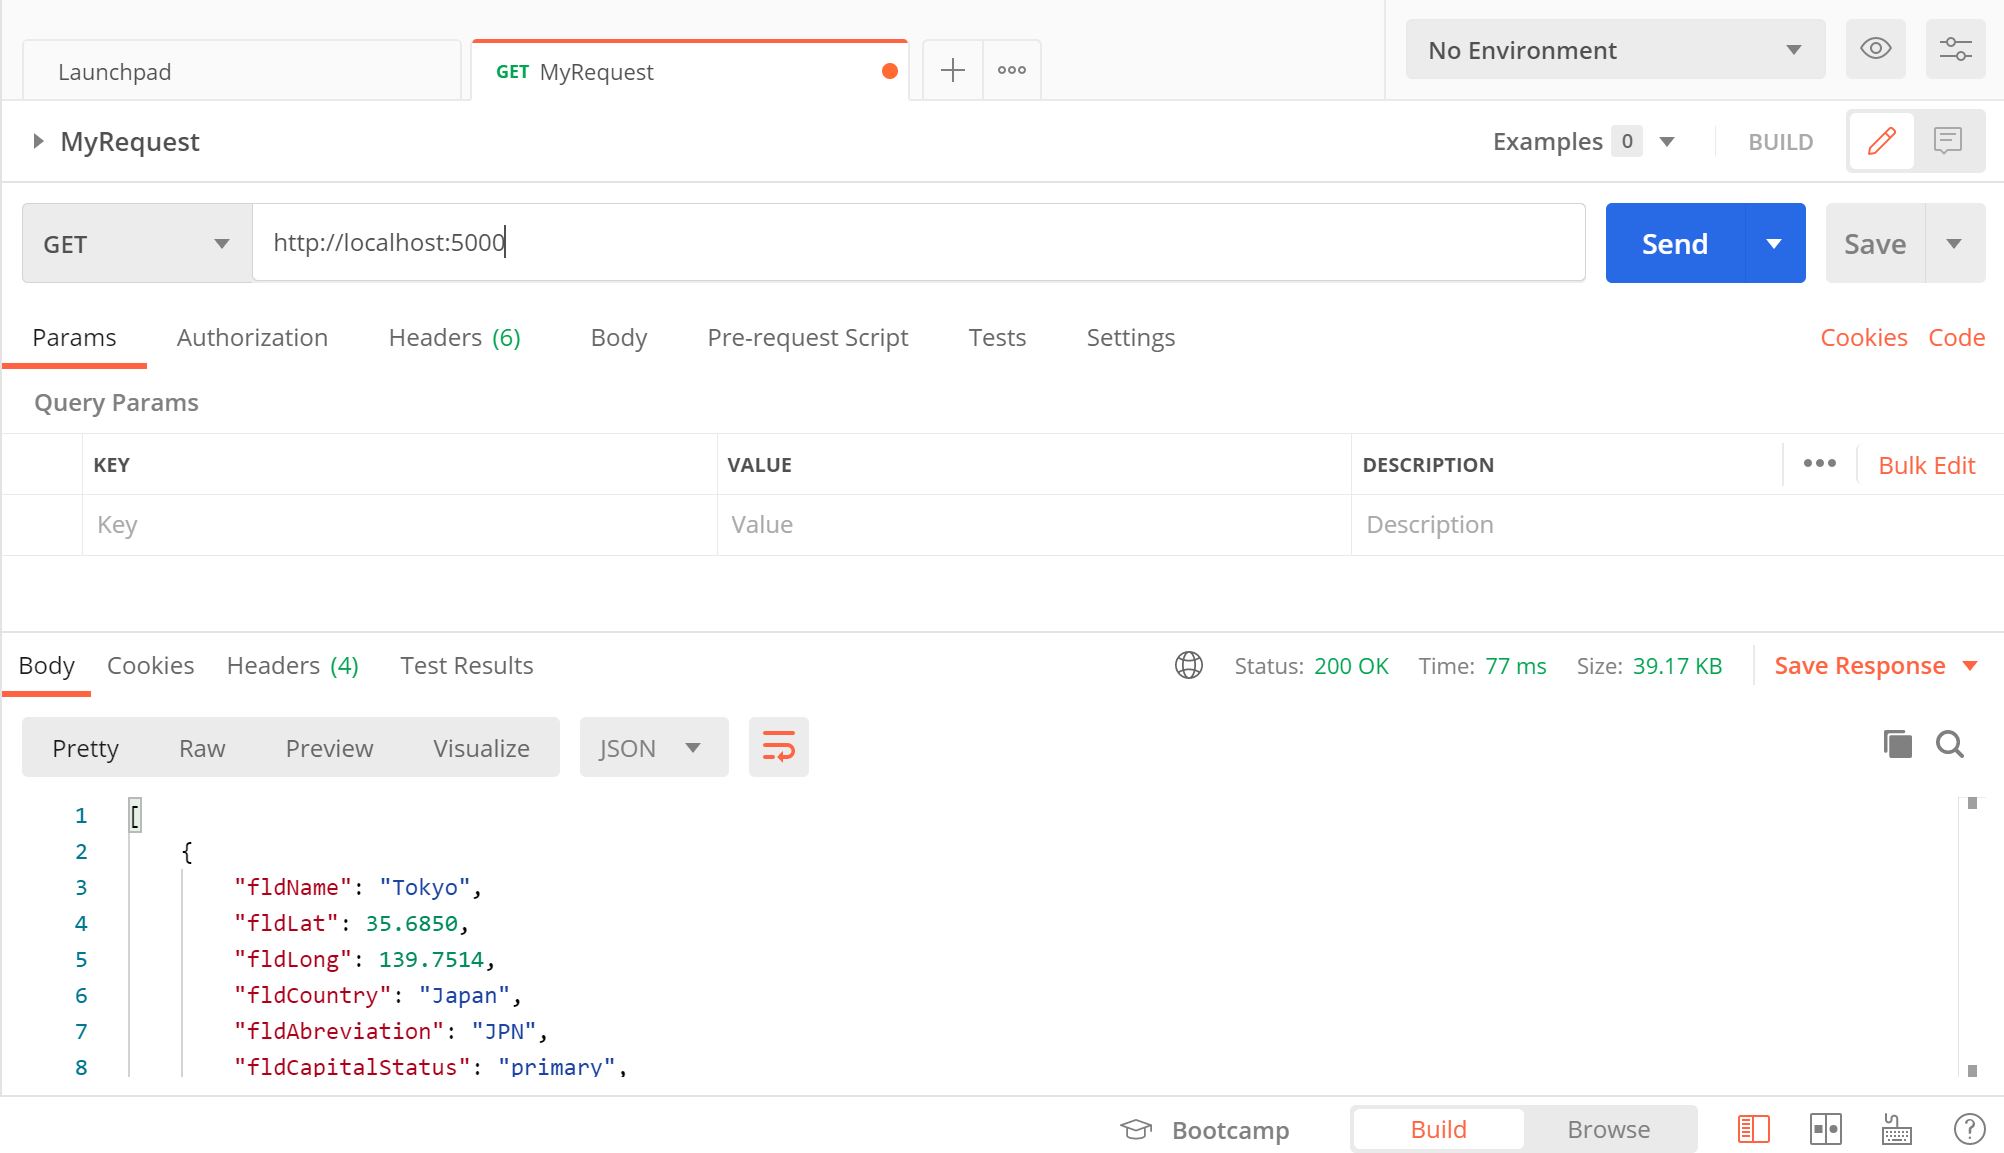 Launchpad
GET MyRequest
No Environment
MyRequest
Examples 0
BUILD
GET
http://localhost:5000
Send
Save
Params Authorization Headers (6) Body Pre-request Script Tests Settings Cookies Code
Query Params
KEY VALUE DESCRIPTION Bulk Edit
Key Value Description
Body Cookies Headers (4) Test Results Status: 200 OK Time: 77 ms Size: 39.17 KB Save Response
Pretty Raw Preview Visualize JSON
1 [
2 {
3 "fldName": "Tokyo",
4 "fldLat": 35.6850,
5 "fldLong": 139.7514,
6 "fldCountry": "Japan",
7 "fldAbreviation": "JPN",
8 "fldCapitalStatus": "primary",
Bootcamp Build Browse ?